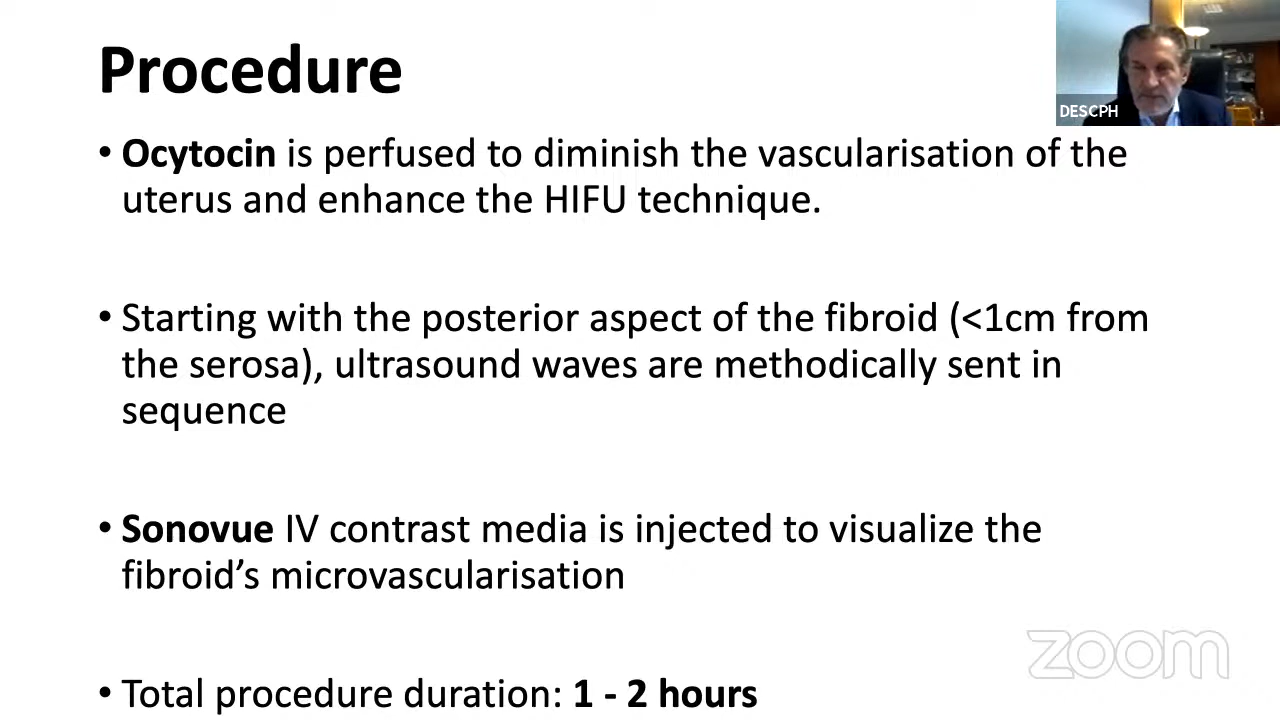 Procedure
DESCPH
• Ocytocin is perfused to diminish the vascularisation of the
uterus and enhance the HIFU technique.
• Starting with the posterior aspect of the fibroid (<1cm from
the serosa), ultrasound waves are methodically sent in
sequence
• Sonovue IV contrast media is injected to visualize the
fibroid’s microvascularisation
zoom
• Total procedure duration: 1 - 2 hours